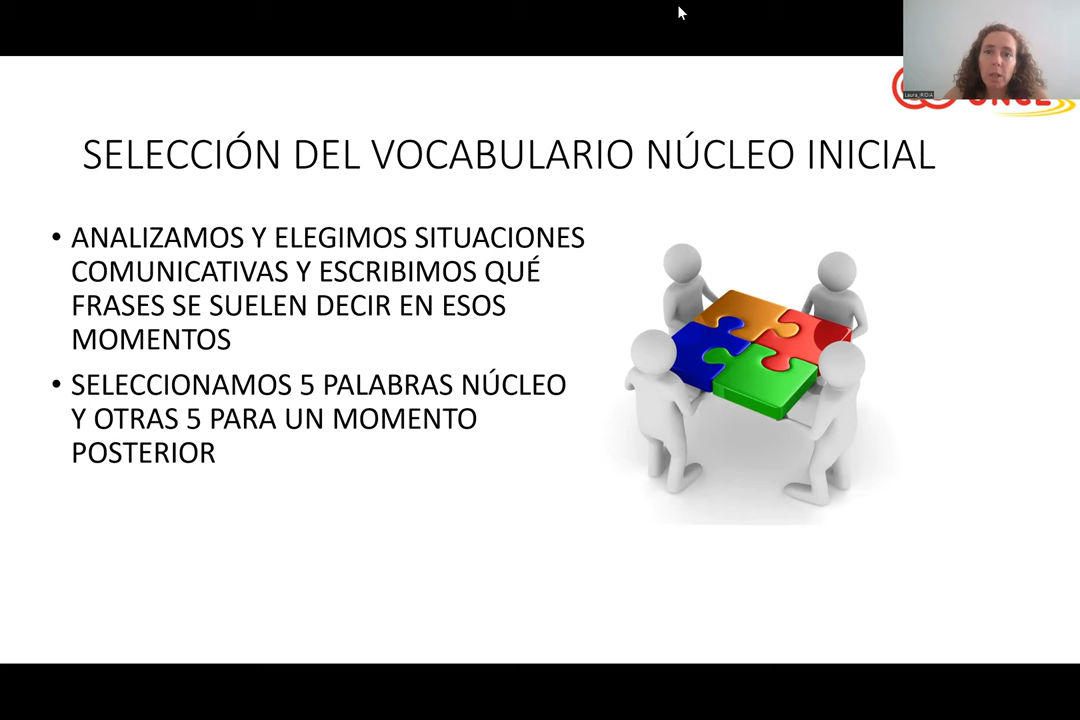 Laura_IRIDIA
SELECCIÓN DEL VOCABULARIO NÚCLEO INICIAL
• ANALIZAMOS Y ELEGIMOS SITUACIONES
COMUNICATIVAS Y ESCRIBIMOS QUÉ
FRASES SE SUELEN DECIR EN ESOS
MOMENTOS
• SELECCIONAMOS 5 PALABRAS NÚCLEO
Y OTRAS 5 PARA UN MOMENTO
POSTERIOR